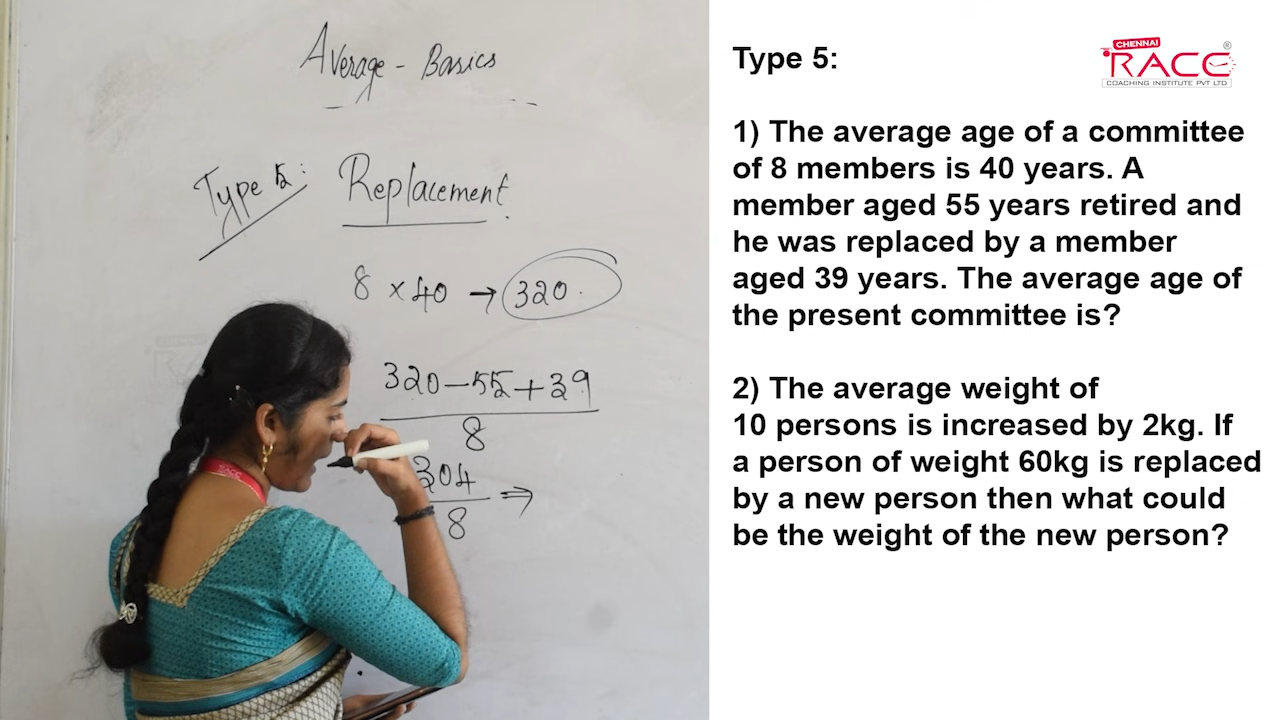 Average - Basics
Type 5:
Replacement
8 × 40 → 320.
320 - 55 + 39
8
304
8
⇒
Type 5:
CHENNAI
RACE
®
COACHING INSTITUTE PVT LTD
1) The average age of a committee
of 8 members is 40 years. A
member aged 55 years retired and
he was replaced by a member
aged 39 years. The average age of
the present committee is?
2) The average weight of
10 persons is increased by 2kg. If
a person of weight 60kg is replaced
by a new person then what could
be the weight of the new person?